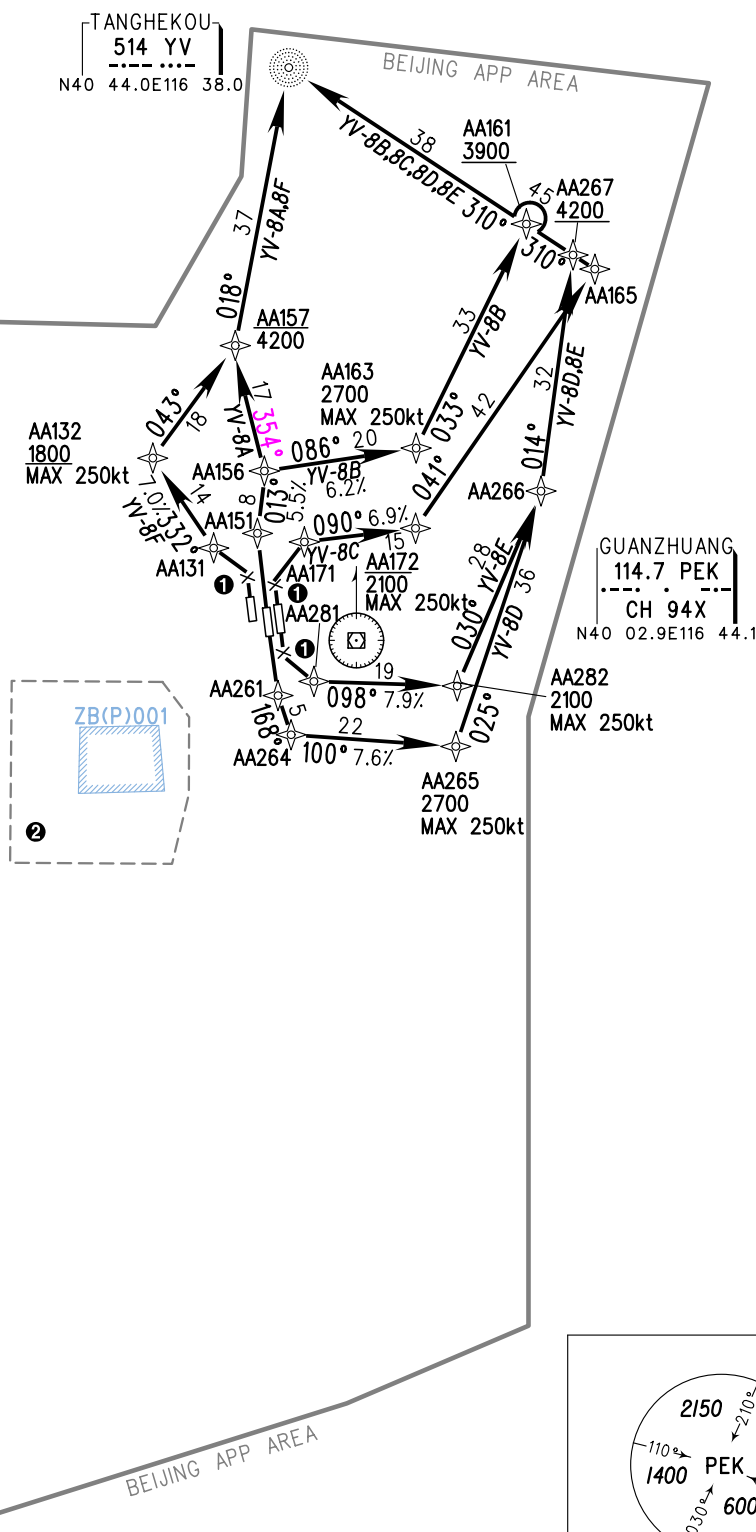 TANGHEKOU
514 YV
N40 44.0E116 38.0
BEIJING APP AREA
AA161
3900
38
YV-8B,8C,8D,8E 310°
45
AA267
4200
310°
AA165
37
YV-8A,8F
018°
AA157
4200
33
YV-8B
033°
42
041°
32
YV-8D,8E
014°
AA163
2700
MAX 250kt
043°
18
17
354°
YV-8A
AA132
1800
MAX 250kt
AA156
086°
20
YV-8B
6.2%
8
013°
5.5%
14
7.0%
332°
YV-8F
AA151
AA131
090°
6.9%
YV-8C
15
AA171
AA172
2100
MAX 250kt
AA266
28
YV-8E
030°
36
YV-8D
025°
GUANZHUANG
114.7 PEK
CH 94X
N40 02.9E116 44.1
❶
❶
❶
AA281
19
098°
7.9%
AA282
2100
MAX 250kt
AA261
5
168°
AA264
22
100°
7.6%
AA265
2700
MAX 250kt
ZB(P)001
❷
BEIJING APP AREA
2150
210°
110°
1400
PEK
030°
600